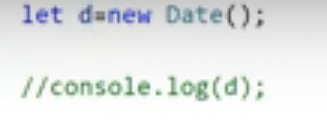 let d=new Date();
//console.log(d);